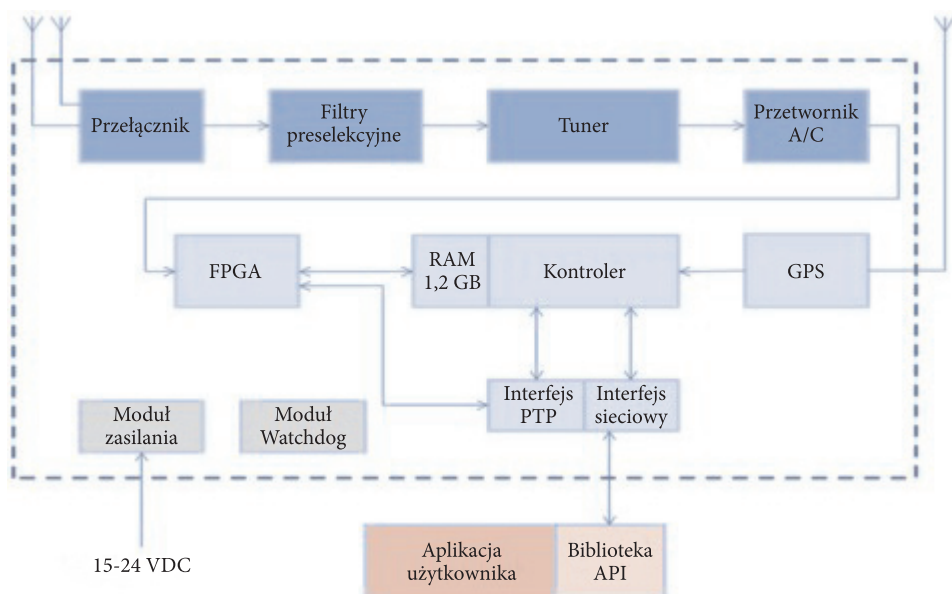 Przełącznik
Filtry
preselekcyjne
Tuner
Przetwornik
A/C
FPGA
RAM
1,2 GB
Kontroler
GPS
Interfejs
PTP
Interfejs
sieciowy
Moduł
zasilania
Moduł
Watchdog
15-24 VDC
Aplikacja
użytkownika
Biblioteka
API